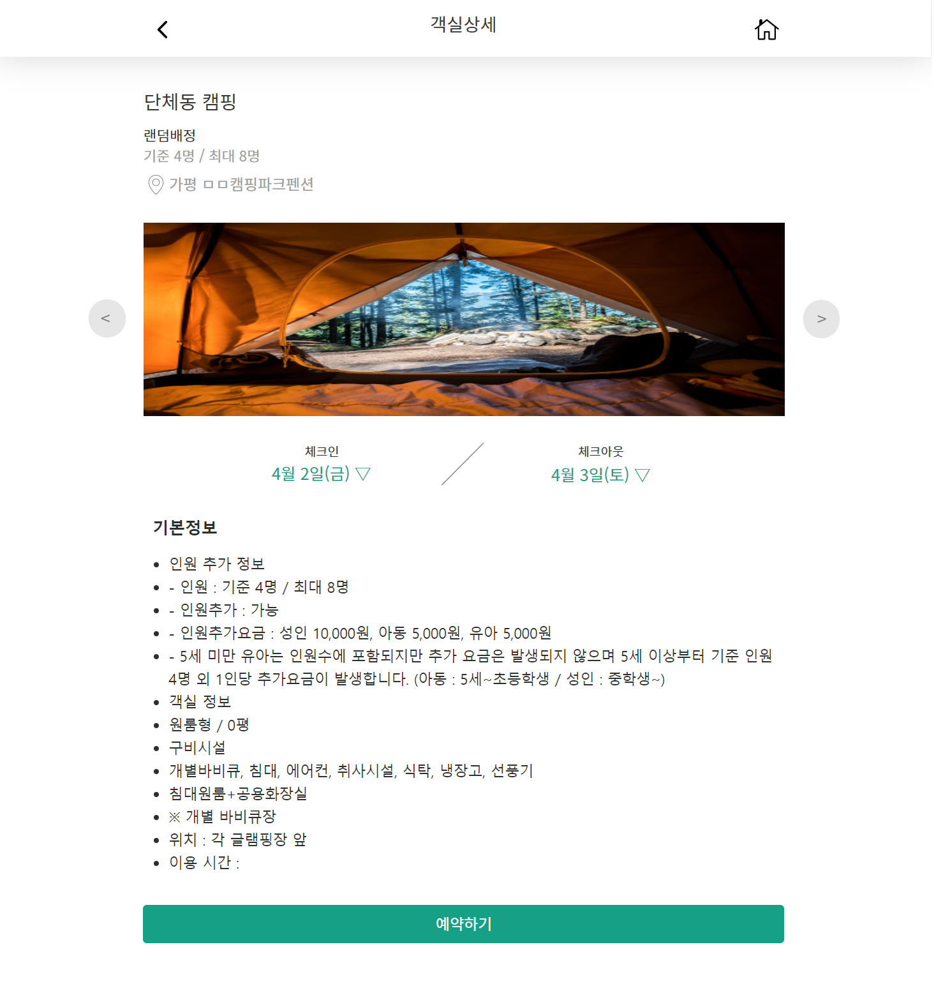 객실상세
단체동 캠핑
랜덤배정
기준 4명 / 최대 8명
가평 ㅁㅁ캠핑파크펜션
<
>
체크인
4월 2일(금) ▽
체크아웃
4월 3일(토) ▽
기본정보
• 인원 추가 정보
• - 인원 : 기준 4명 / 최대 8명
• - 인원추가 : 가능
• - 인원추가요금 : 성인 10,000원, 아동 5,000원, 유아 5,000원
• - 5세 미만 유아는 인원수에 포함되지만 추가 요금은 발생되지 않으며 5세 이상부터 기준 인원
4명 외 1인당 추가요금이 발생합니다. (아동 : 5세~초등학생 / 성인 : 중학생~)
• 객실 정보
• 원룸형 / 0평
• 구비시설
• 개별바비큐, 침대, 에어컨, 취사시설, 식탁, 냉장고, 선풍기
• 침대원룸+공용화장실
• ※ 개별 바비큐장
• 위치 : 각 글램핑장 앞
• 이용 시간 :
예약하기